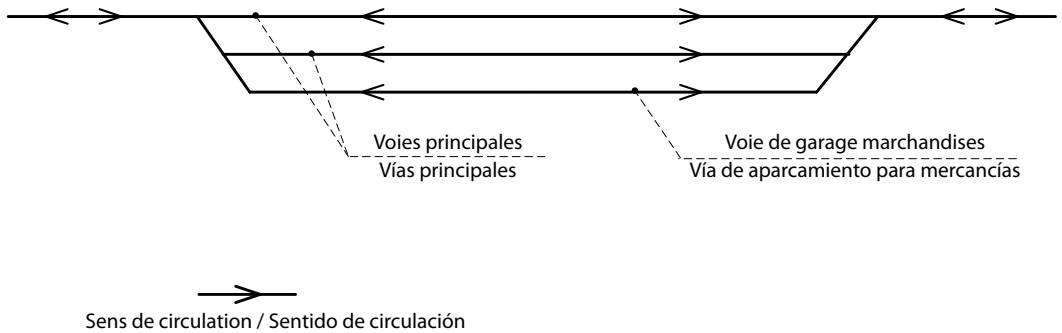 Voies principales
Vías principales
Voie de garage marchandises
Vía de aparcamiento para mercancías
Sens de circulation / Sentido de circulación